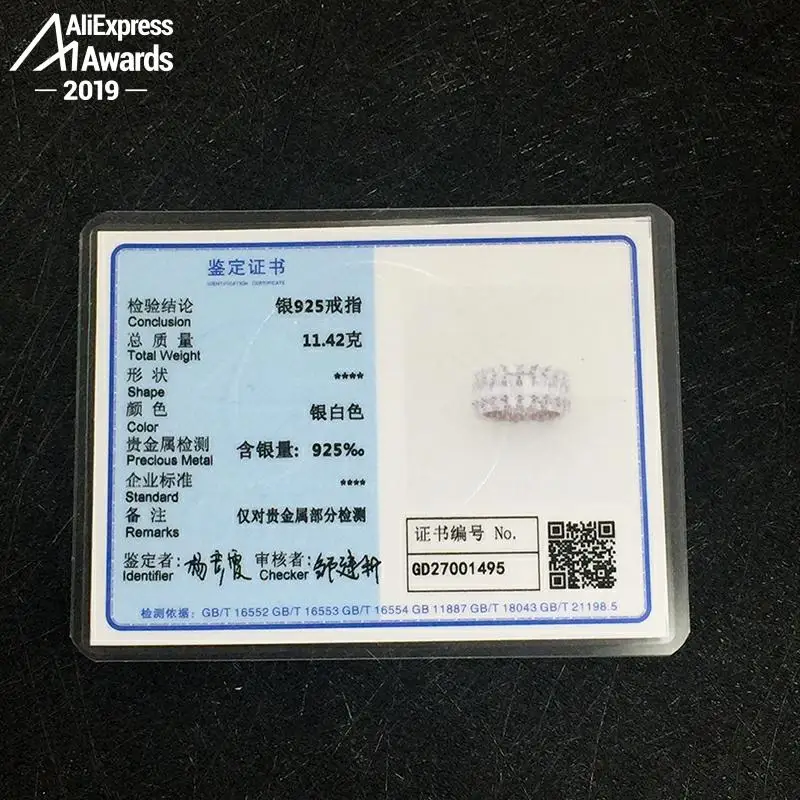 AliExpress
Awards
2019
鉴定证书
IDENTIFICATION CERTIFICATE
检验结论 银925戒指
Conclusion
总质量 11.42克
Total Weight
形状 ****
Shape
颜色 银白色
Color
贵金属检测 含银量: 925‰
Precious Metal
企业标准 ****
Standard
备注 仅对贵金属部分检测
Remarks
证书编号 No.
GD27001495
鉴定者: 审核者:
Identifier Checker
检测依据: GB/T 16552 GB/T 16553 GB/T 16554 GB 11887 GB/T 18043 GB/T 21198.5